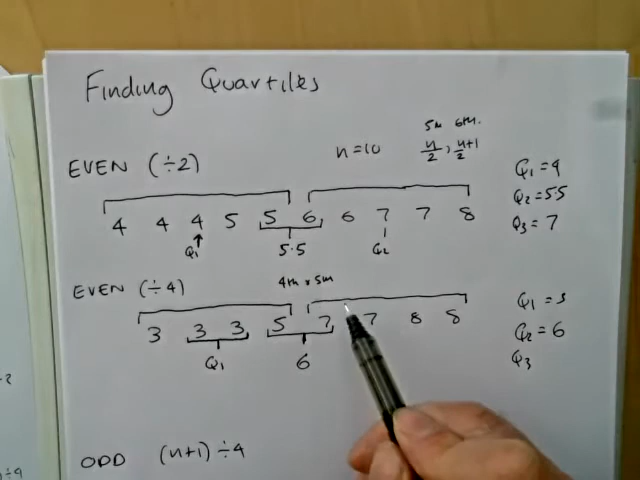 Finding Quartiles
5th 6th.
EVEN (÷2) n=10 n/2, n/2+1
Q1 = 4
Q2 = 5.5
Q3 = 7
4 4 4 5 5 6 6 7 7 8
Q1 5.5 Q2
EVEN (÷4) 4th & 5th
Q1 = 3
Q2 = 6
Q3
3 3 3 5 7 7 8 8
Q1 6
ODD (n+1) ÷4